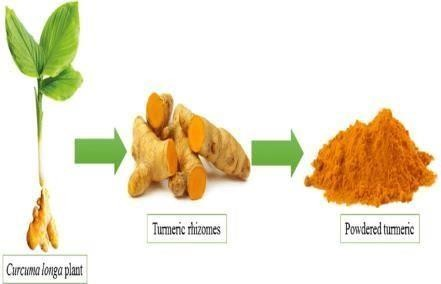 Turmeric rhizomes
Powdered turmeric
Curcuma longa plant